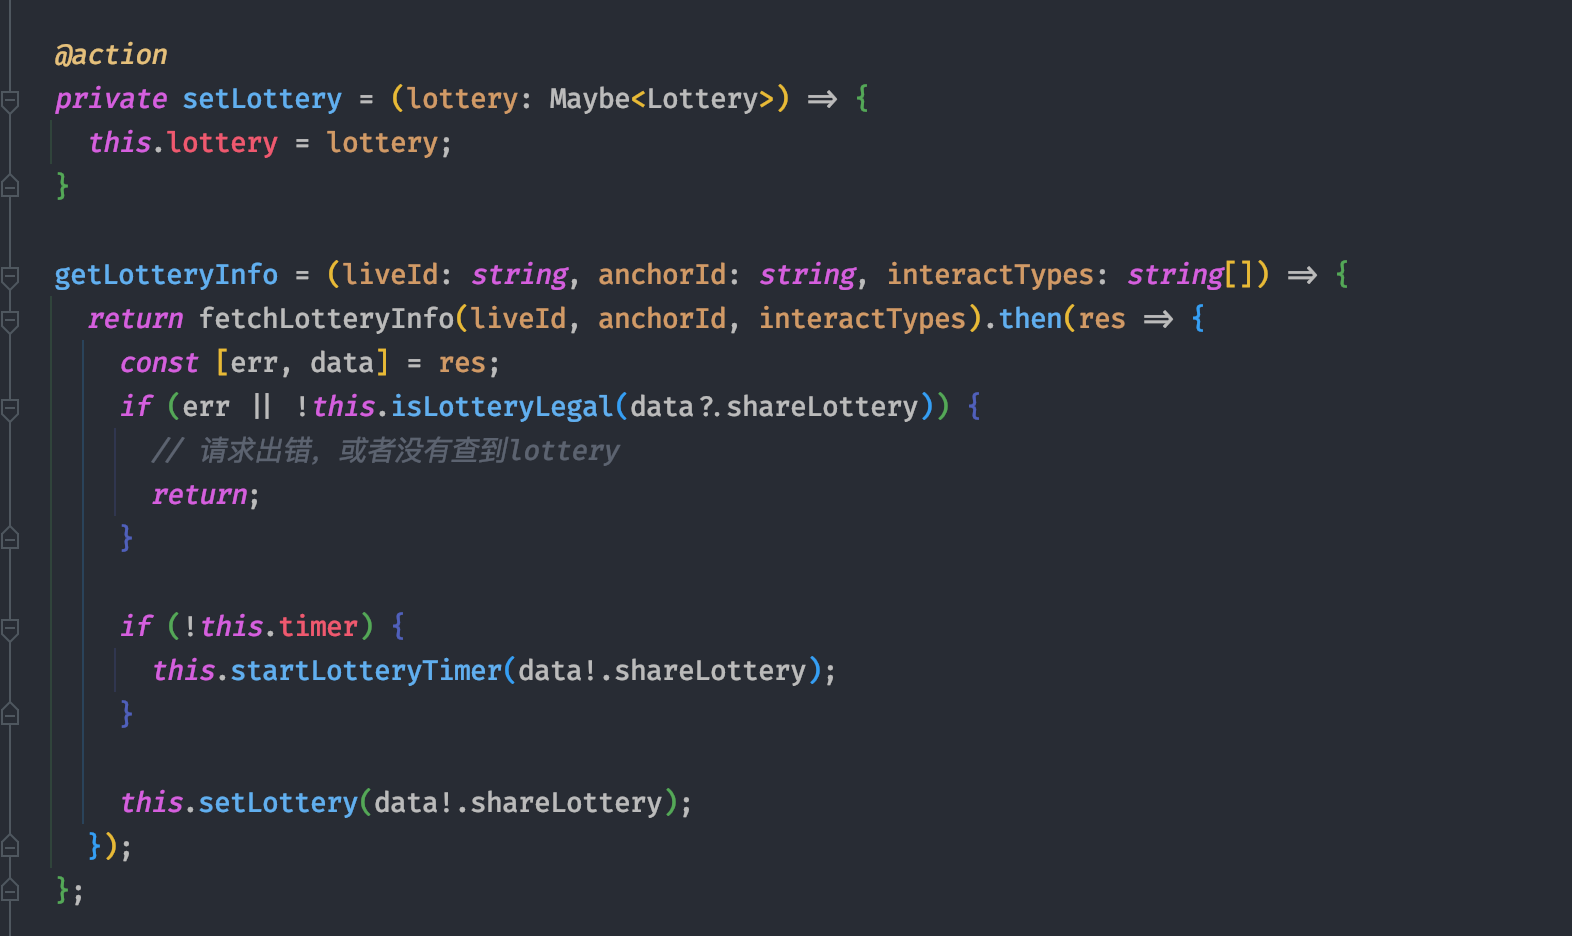 @action
private setLottery = (lottery: Maybe<Lottery>) => {
this.lottery = lottery;
}
getLotteryInfo = (liveId: string, anchorId: string, interactTypes: string[]) => {
return fetchLotteryInfo(liveId, anchorId, interactTypes).then(res => {
const [err, data] = res;
if (err || !this.isLotteryLegal(data?.shareLottery)) {
// 请求出错，或者没有查到lottery
return;
}
if (!this.timer) {
this.startLotteryTimer(data!.shareLottery);
}
this.setLottery(data!.shareLottery);
});
};